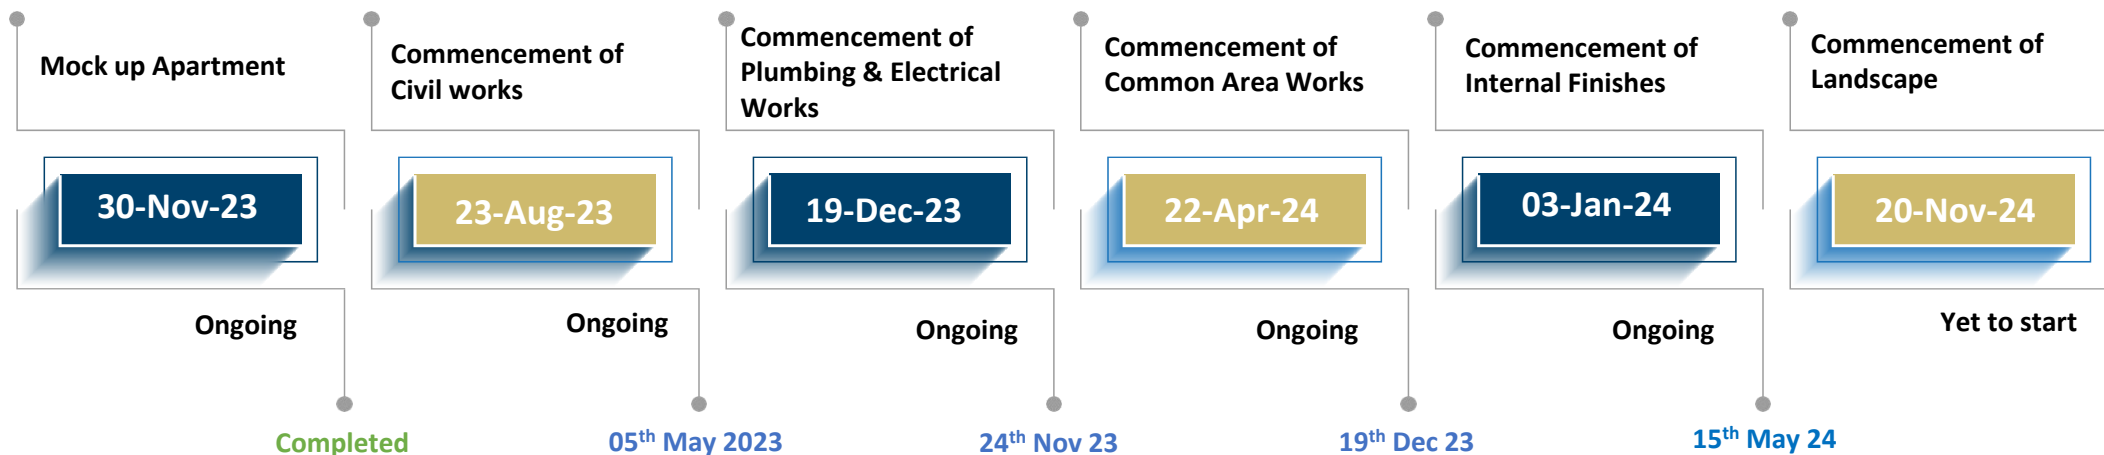 Mock up Apartment
Commencement of
Civil works
Commencement of
Plumbing & Electrical
Works
Commencement of
Common Area Works
Commencement of
Internal Finishes
Commencement of
Landscape
30-Nov-23
23-Aug-23
19-Dec-23
22-Apr-24
03-Jan-24
20-Nov-24
Ongoing
Ongoing
Ongoing
Ongoing
Ongoing
Yet to start
Completed
05th May 2023
24th Nov 23
19th Dec 23
15th May 24